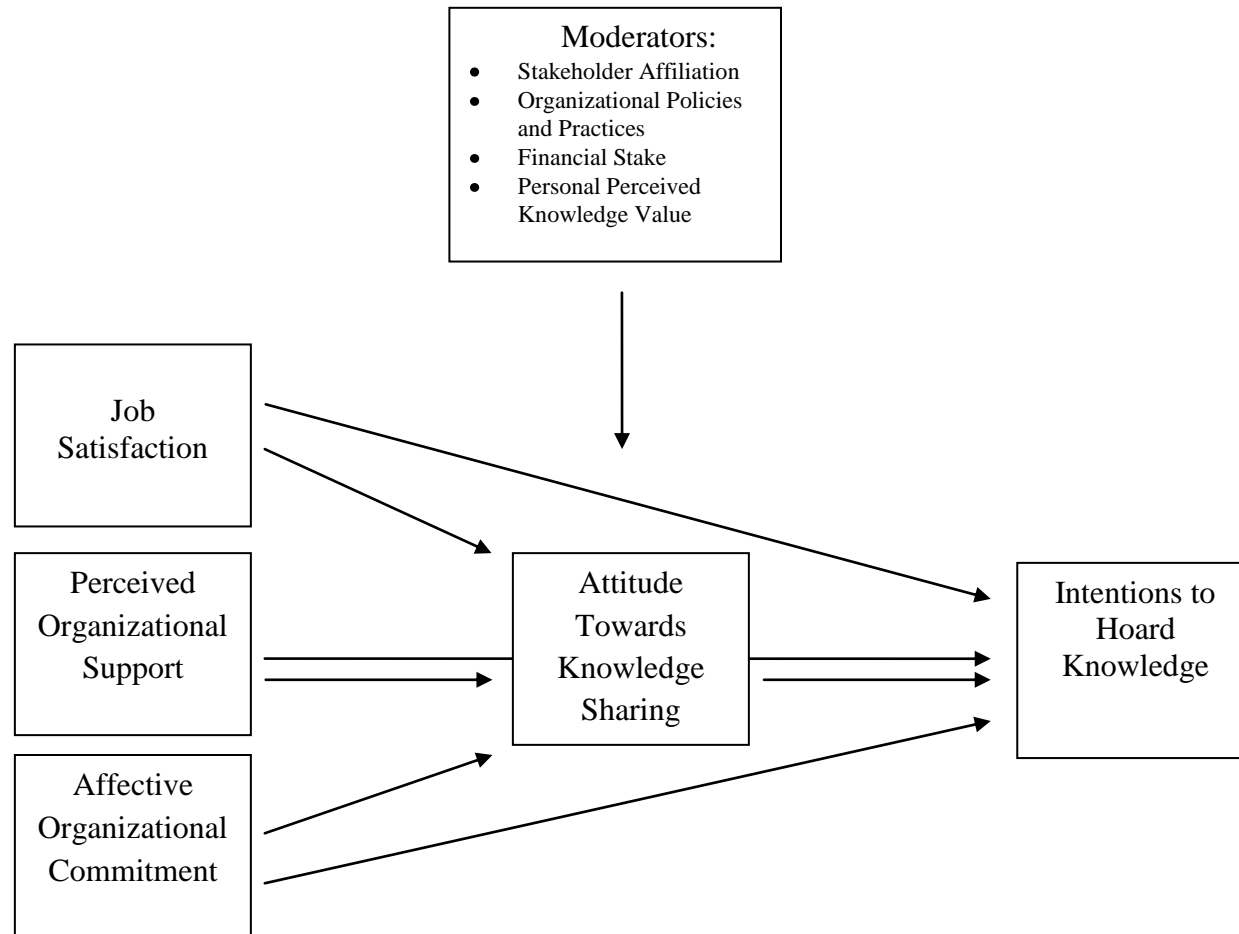 Moderators:
• Stakeholder Affiliation
• Organizational Policies
and Practices
• Financial Stake
• Personal Perceived
Knowledge Value
Job
Satisfaction
Perceived
Organizational
Support
Affective
Organizational
Commitment
Attitude
Towards
Knowledge
Sharing
Intentions to
Hoard
Knowledge